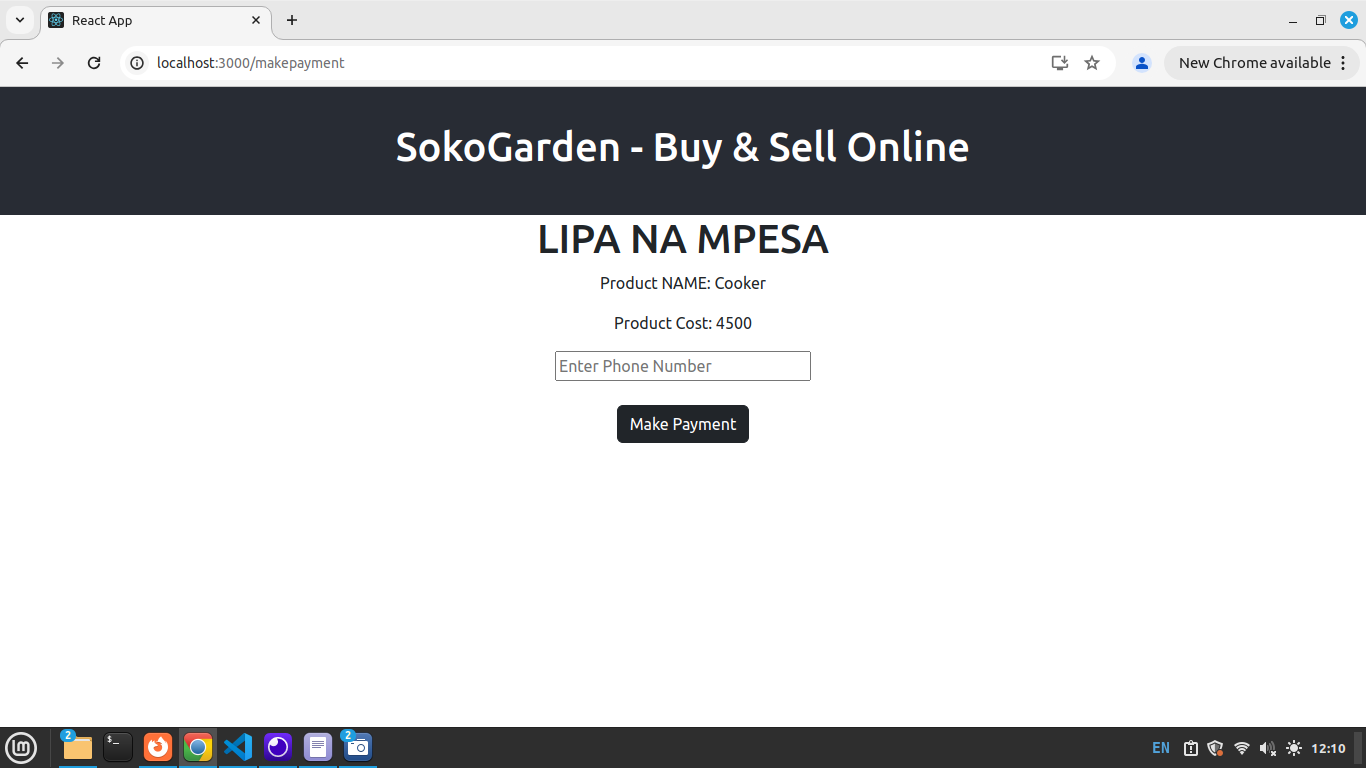 React App
localhost:3000/makepayment
New Chrome available
SokoGarden - Buy & Sell Online
LIPA NA MPESA
Product NAME: Cooker
Product Cost: 4500
Enter Phone Number
Make Payment
2
$_
2
EN
12:10